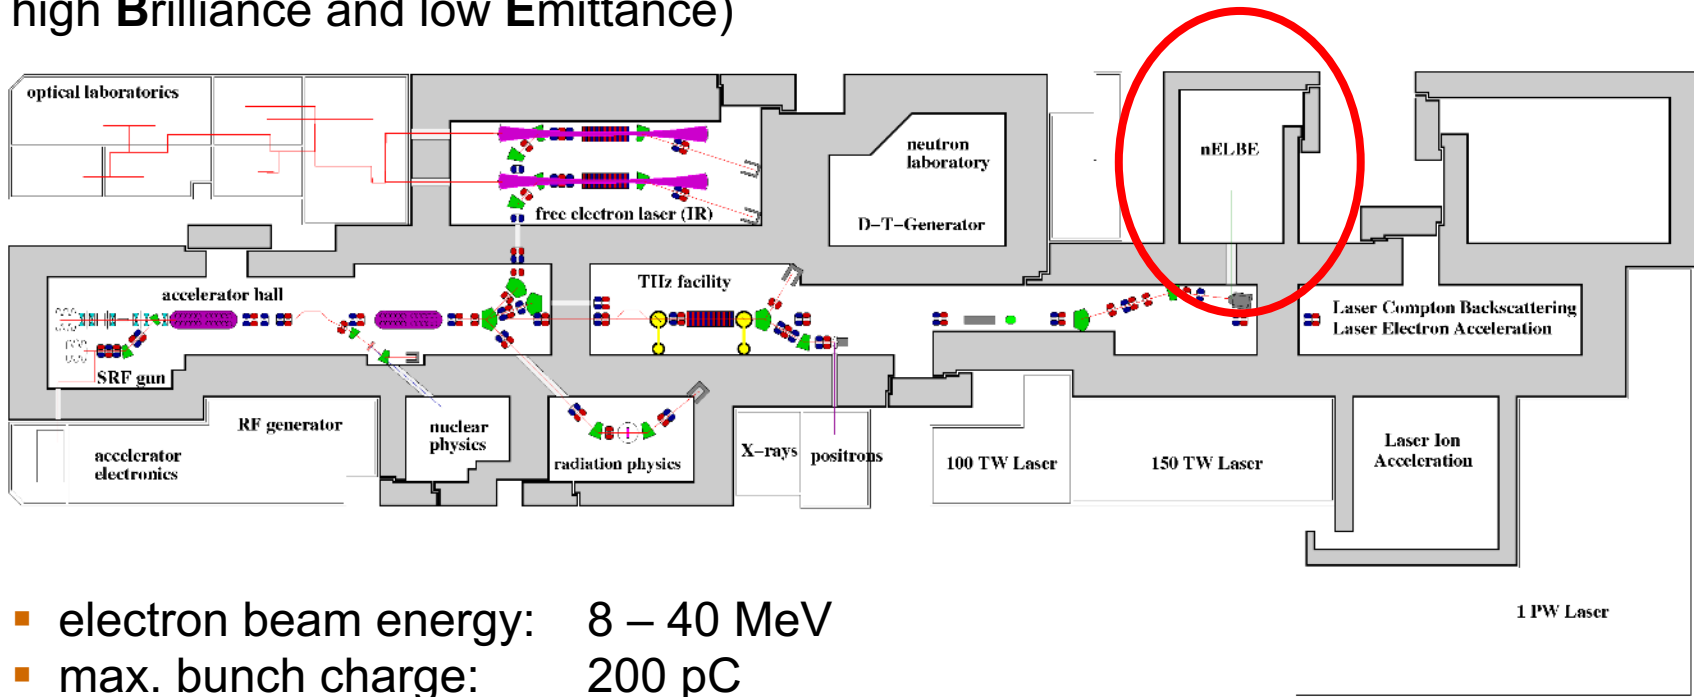 high Brilliance and low Emittance)
optical laboratories
neutron
laboratory
nELBE
free electron laser (IR)
D-T-Generator
accelerator hall
THz facility
Laser Compton Backscattering
Laser Electron Acceleration
SRF gun
RF generator
nuclear
physics
accelerator
electronics
radiation physics
X-rays
positrons
100 TW Laser
150 TW Laser
Laser Ion
Acceleration
1 PW Laser
▪ electron beam energy: 8 – 40 MeV
▪ max. bunch charge: 200 pC